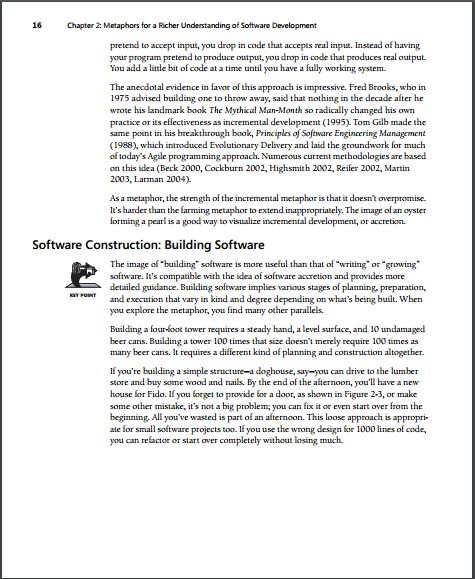 16 Chapter 2: Metaphors for a Richer Understanding of Software Development
pretend to accept input, you drop in code that accepts real input. Instead of having
your program pretend to produce output, you drop in code that produces real output.
You add a little bit of code at a time until you have a fully working system.
The anecdotal evidence in favor of this approach is impressive. Fred Brooks, who in
1975 advised building one to throw away, said that nothing in the decade after he
wrote his landmark book The Mythical Man-Month so radically changed his own
practice or its effectiveness as incremental development (1995). Tom Gilb made the
same point in his breakthrough book, Principles of Software Engineering Management
(1988), which introduced Evolutionary Delivery and laid the groundwork for much
of today's Agile programming approach. Numerous current methodologies are based
on this idea (Beck 2000, Cockburn 2002, Highsmith 2002, Reifer 2002, Martin
2003, Larman 2004).
As a metaphor, the strength of the incremental metaphor is that it doesn't overpromise.
It's harder than the farming metaphor to extend inappropriately. The image of an oyster
forming a pearl is a good way to visualize incremental development, or accretion.
Software Construction: Building Software
The image of "building" software is more useful than that of "writing" or "growing"
software. It's compatible with the idea of software accretion and provides more
detailed guidance. Building software implies various stages of planning, preparation,
KEY POINT
and execution that vary in kind and degree depending on what's being built. When
you explore the metaphor, you find many other parallels.
Building a four-foot tower requires a steady hand, a level surface, and 10 undamaged
beer cans. Building a tower 100 times that size doesn't merely require 100 times as
many beer cans. It requires a different kind of planning and construction altogether.
If you're building a simple structure—a doghouse, say—you can drive to the lumber
store and buy some wood and nails. By the end of the afternoon, you'll have a new
house for Fido. If you forget to provide for a door, as shown in Figure 2-3, or make
some other mistake, it's not a big problem; you can fix it or even start over from the
beginning. All you've wasted is part of an afternoon. This loose approach is appropri-
ate for small software projects too. If you use the wrong design for 1000 lines of code,
you can refactor or start over completely without losing much.